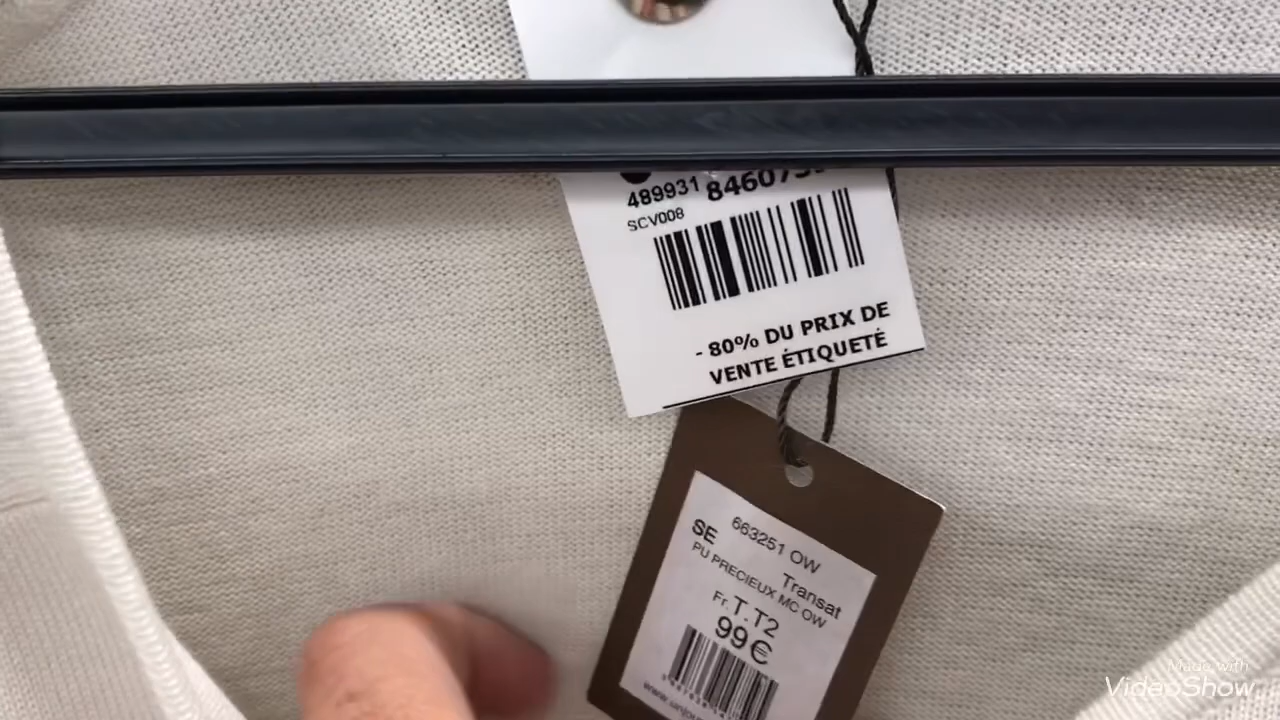 489931
SCV008
- 80% DU PRIX DE
VENTE ÉTIQUETÉ
663251 OW
SE
Transat
PU PRECIEUX MC OW
Fr. T. T2
99€
Made with
VideoShow